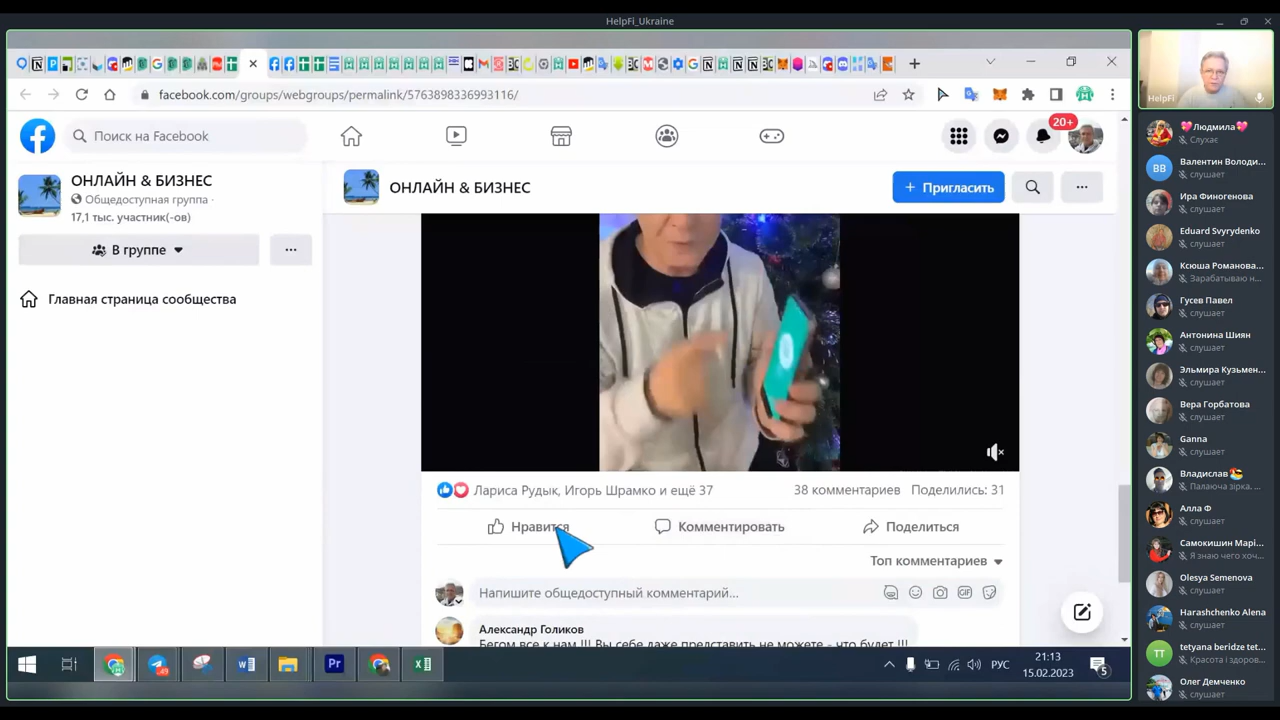 HelpFi_Ukraine
facebook.com/groups/webgroups/permalink/5763898336993116/
HelpFi
Поиск на Facebook
20+
ОНЛАЙН & БИЗНЕС
Общедоступная группа ·
17,1 тыс. участник(-ов)
В группе
Главная страница сообщества
ОНЛАЙН & БИЗНЕС
+ Пригласить
Лариса Рудык, Игорь Шрамко и ещё 37
38 комментариев
Поделились: 31
Нравится
Комментировать
Поделиться
Топ комментариев
Напишите общедоступный комментарий...
GIF
Александр Голиков
Бегом все к нам !!! Вы себе даже представить не можете - что будет !!!
💖Людмила💖
Слухає
ВВ
Валентин Володи...
слушает
Ира Финогенова
слушает
Eduard Svyrydenko
слушает
Ксюша Романова...
Зарабатываю н...
Гусев Павел
слушает
Антонина Шиян
слушает
Эльмира Кузьмен...
слушает
Вера Горбатова
слушает
Ganna
слушает
Владислав
Палаюча зірка. ...
Алла Ф
слушает
Самокишин Марі...
Я знаю чего хоч...
Olesya Semenova
слушает
Harashchenko Alena
слушает
TT
tetyana beridze tet...
Красота і здоров...
Олег Демченко
слушает
49
W
Pr
РУС
21:13
15.02.2023
5